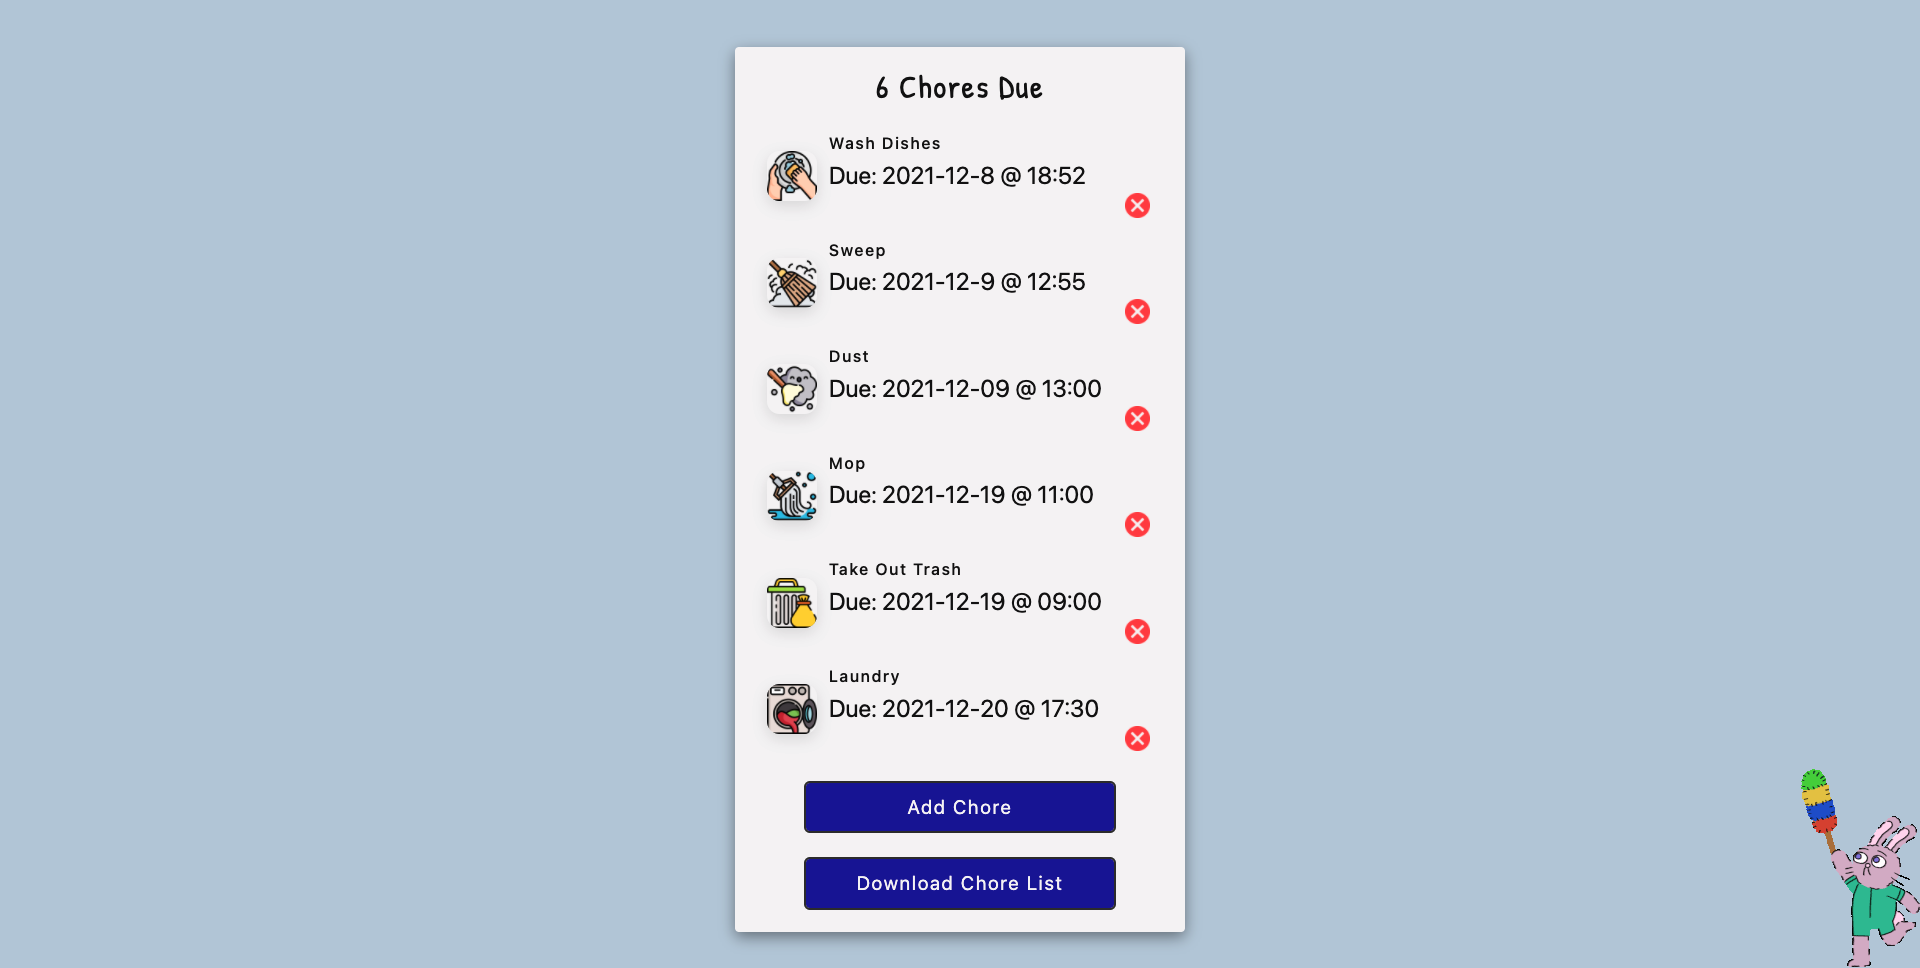 6 Chores Due
Wash Dishes
Due: 2021-12-8 @ 18:52
Sweep
Due: 2021-12-9 @ 12:55
Dust
Due: 2021-12-09 @ 13:00
Mop
Due: 2021-12-19 @ 11:00
Take Out Trash
Due: 2021-12-19 @ 09:00
Laundry
Due: 2021-12-20 @ 17:30
Add Chore
Download Chore List